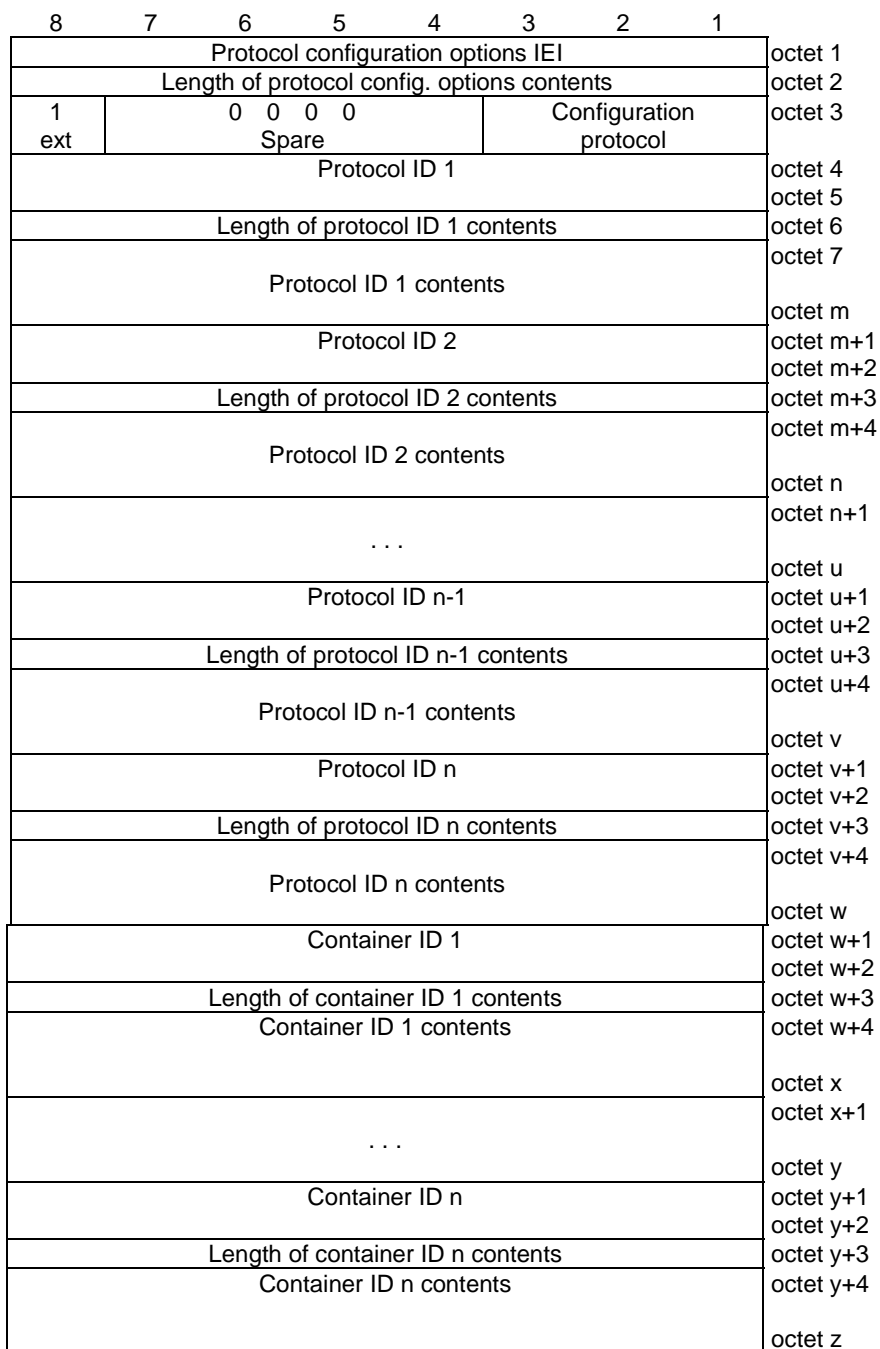 8 7 6 5 4 3 2 1
Protocol configuration options IEI octet 1
Length of protocol config. options contents octet 2
1 0 0 0 0 Configuration octet 3
ext Spare protocol
Protocol ID 1 octet 4
octet 5
Length of protocol ID 1 contents octet 6
octet 7
Protocol ID 1 contents
octet m
Protocol ID 2 octet m+1
octet m+2
Length of protocol ID 2 contents octet m+3
octet m+4
Protocol ID 2 contents
octet n
octet n+1
. . .
octet u
Protocol ID n-1 octet u+1
octet u+2
Length of protocol ID n-1 contents octet u+3
octet u+4
Protocol ID n-1 contents
octet v
Protocol ID n octet v+1
octet v+2
Length of protocol ID n contents octet v+3
octet v+4
Protocol ID n contents
octet w
Container ID 1 octet w+1
octet w+2
Length of container ID 1 contents octet w+3
Container ID 1 contents octet w+4
octet x
octet x+1
. . .
octet y
Container ID n octet y+1
octet y+2
Length of container ID n contents octet y+3
Container ID n contents octet y+4
octet z